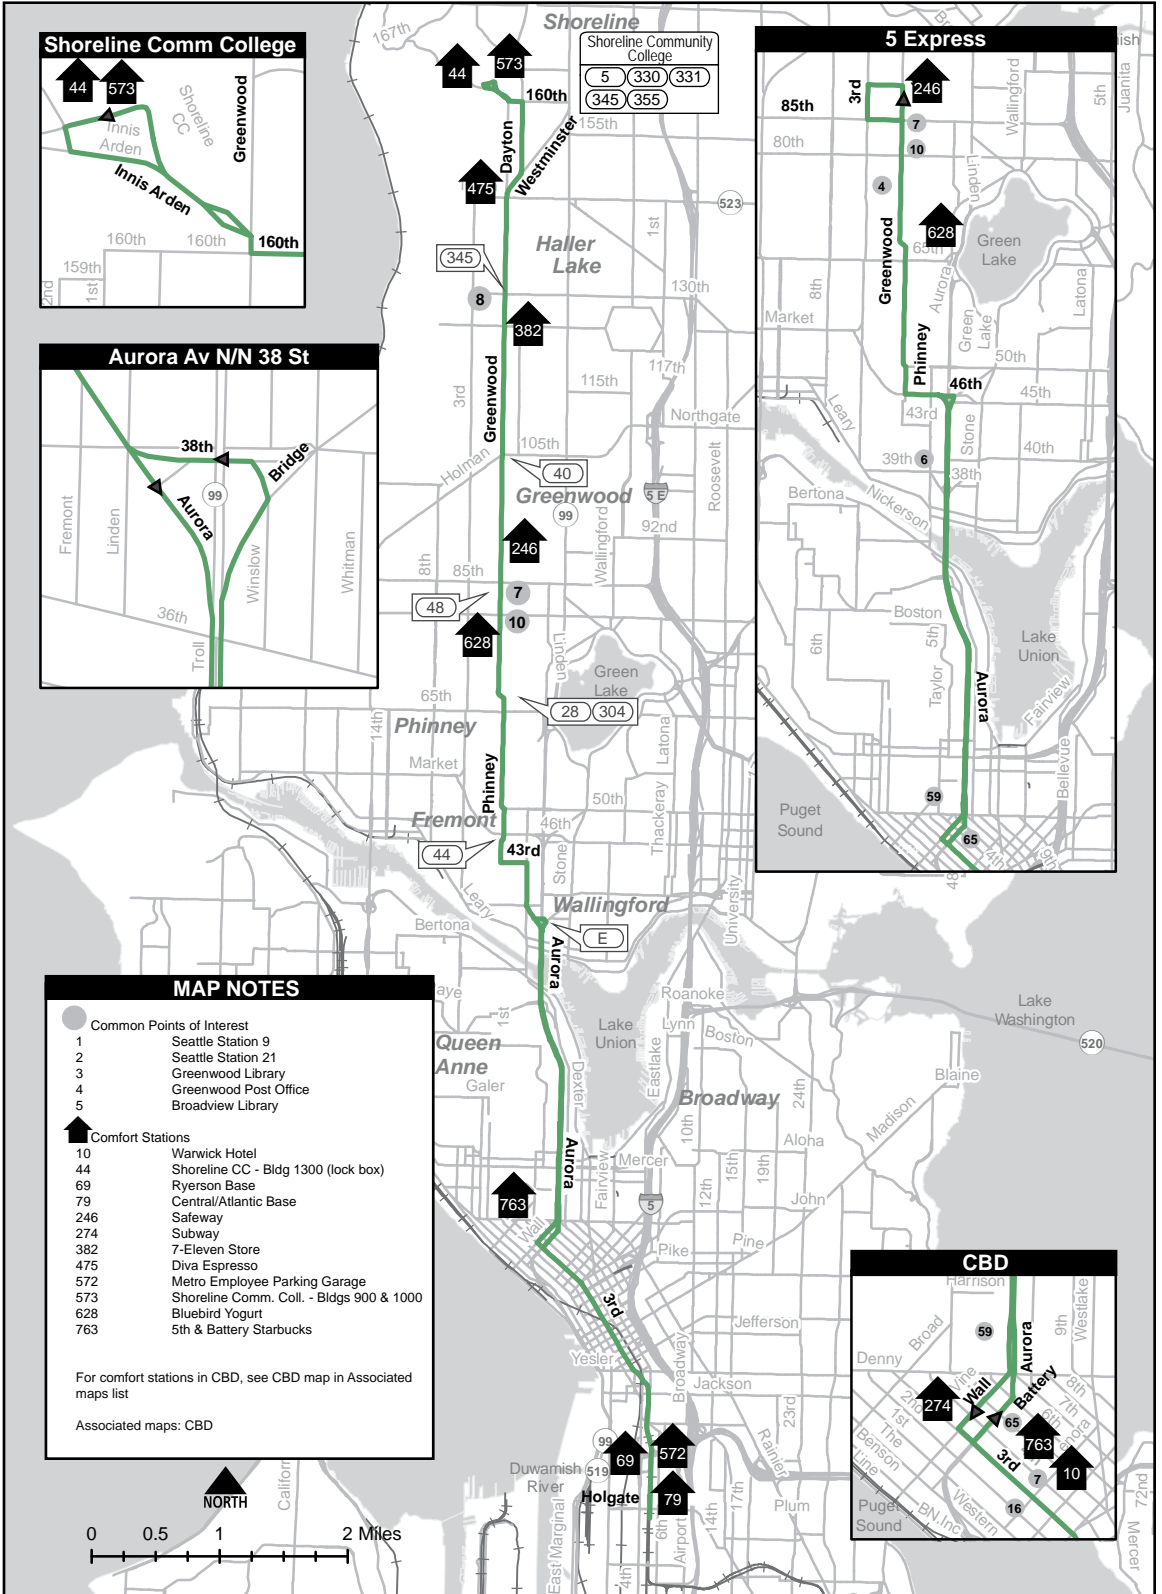 Shoreline
167th
573
44
Shoreline Community
College
5 330 331
345 355
160th
155th
Dayton
Westminster
475
523
1st
Haller
Lake
345
8
130th
382
117th
115th
3rd
Greenwood
Northgate
105th
Holman
40
Greenwood
5 E
99
92nd
Roosevelt
Wallingford
246
8th
85th
7
48
10
628
Linden
Green
Lake
65th
28 304
Phinney
14th
Latona
Market
Phinney
50th
Thackeray
Fremont
46th
44
43rd
Stone
Leary
Wallingford
University
Bertona
E
Aurora
Roanoke
1st
Lynn
Boston
Lake
Union
Lake
Washington
520
Queen
Anne
Galer
Dexter
Eastlake
Blaine
Broadway
24th
Madison
10th
Aloha
Aurora
Fairview
Mercer
15th
19th
12th
John
763
5
Wall
Pike
Pine
3rd
Jefferson
Yesler
Broadway
Jackson
23rd
99
69
572
Rainier
Duwamish
River
519
Holgate
79
6th
14th
17th
Plum
East Marginal
4th
Airport
Shoreline Comm College
44
573
Shoreline
CC
Greenwood
Innis
Arden
Innis Arden
160th
160th
160th
159th
2nd
1st
Aurora Av N/N 38 St
38th
Bridge
99
Aurora
Fremont
Linden
Winslow
Whitman
36th
Troll
5 Express
246
3rd
85th
7
Wallingford
5th
Juanita
80th
10
Linden
4
628
Green
Lake
65th
Greenwood
Aurora
8th
Latona
Market
Green
Lake
Phinney
50th
46th
45th
Leary
43rd
Stone
40th
39th
6
38th
Bertona
Nickerson
Boston
6th
5th
Lake
Union
Taylor
Aurora
Fairview
Bellevue
59
Puget
Sound
65
4th
9th
48
MAP NOTES
Common Points of Interest
1 Seattle Station 9
2 Seattle Station 21
3 Greenwood Library
4 Greenwood Post Office
5 Broadview Library
Comfort Stations
10 Warwick Hotel
44 Shoreline CC - Bldg 1300 (lock box)
69 Ryerson Base
79 Central/Atlantic Base
246 Safeway
274 Subway
382 7-Eleven Store
475 Diva Espresso
572 Metro Employee Parking Garage
573 Shoreline Comm. Coll. - Bldgs 900 & 1000
628 Bluebird Yogurt
763 5th & Battery Starbucks
For comfort stations in CBD, see CBD map in Associated
maps list
Associated maps: CBD
NORTH
0 0.5 1 2 Miles
CBD
Harrison
59
Broad
Denny
Aurora
9th
Westlake
Vine
Wall
Battery
8th
7th
6th
274
2nd
1st
The
Benson
Line
65
763
10
3rd
7
Western
16
Puget
Sound
BN.Inc
72nd
Mercer